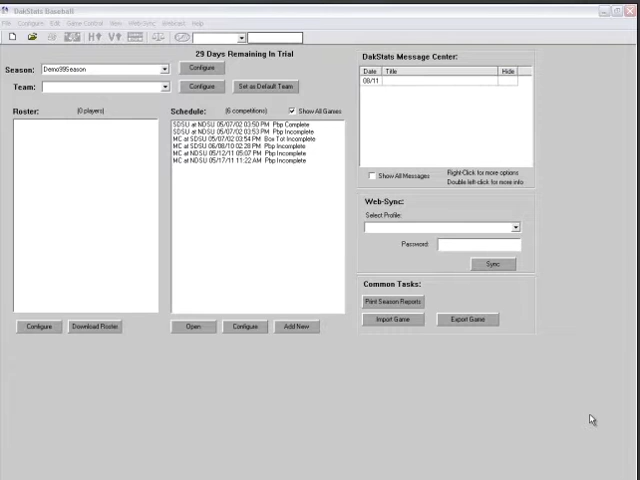 DakStats Baseball
File Configure Edit Game Control View Web-Sync Webcast Help
H V
29 Days Remaining In Trial
Season: Demo99Season Configure
Team: Configure Set as Default Team
Roster: (0 players)
Schedule: (6 competitions) Show All Games
SDSU at NDSU 05/07/02 03:50 PM Pbp Complete
SDSU at NDSU 05/07/02 03:53 PM Pbp Incomplete
MC at SDSU 05/07/02 03:54 PM Box Tot Incomplete
MC at SDSU 06/08/10 02:28 PM Pbp Incomplete
MC at NDSU 05/12/11 05:07 PM Pbp Incomplete
MC at NDSU 05/17/11 11:22 AM Pbp Incomplete
Configure Download Roster
Open Configure Add New
DakStats Message Center:
Date Title Hide
08/11
Show All Messages
Right-Click for more options
Double left-click for more info
Web-Sync:
Select Profile:
Password:
Sync
Common Tasks:
Print Season Reports
Import Game Export Game